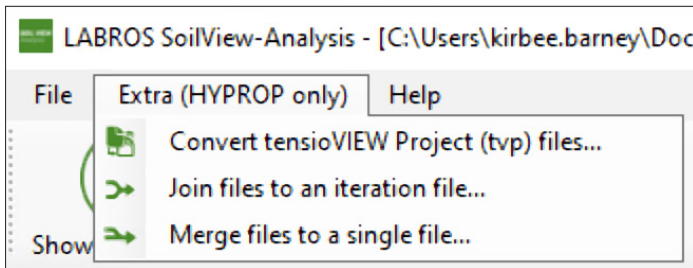 LABROS SoilView-Analysis - [C:\Users\kirbee.barney\Doc
File Extra (HYPROP only) Help
Convert tensioVIEW Project (tvp) files...
Join files to an iteration file...
Merge files to a single file...
Show